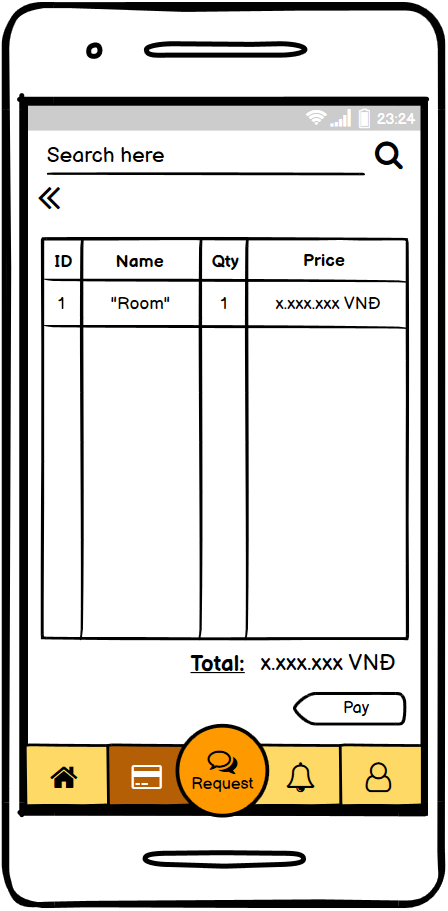 23:24
Search here
ID Name Qty Price
1 "Room" 1 x.xxx.xxx VNĐ
Total: x.xxx.xxx VNĐ
Pay
Request